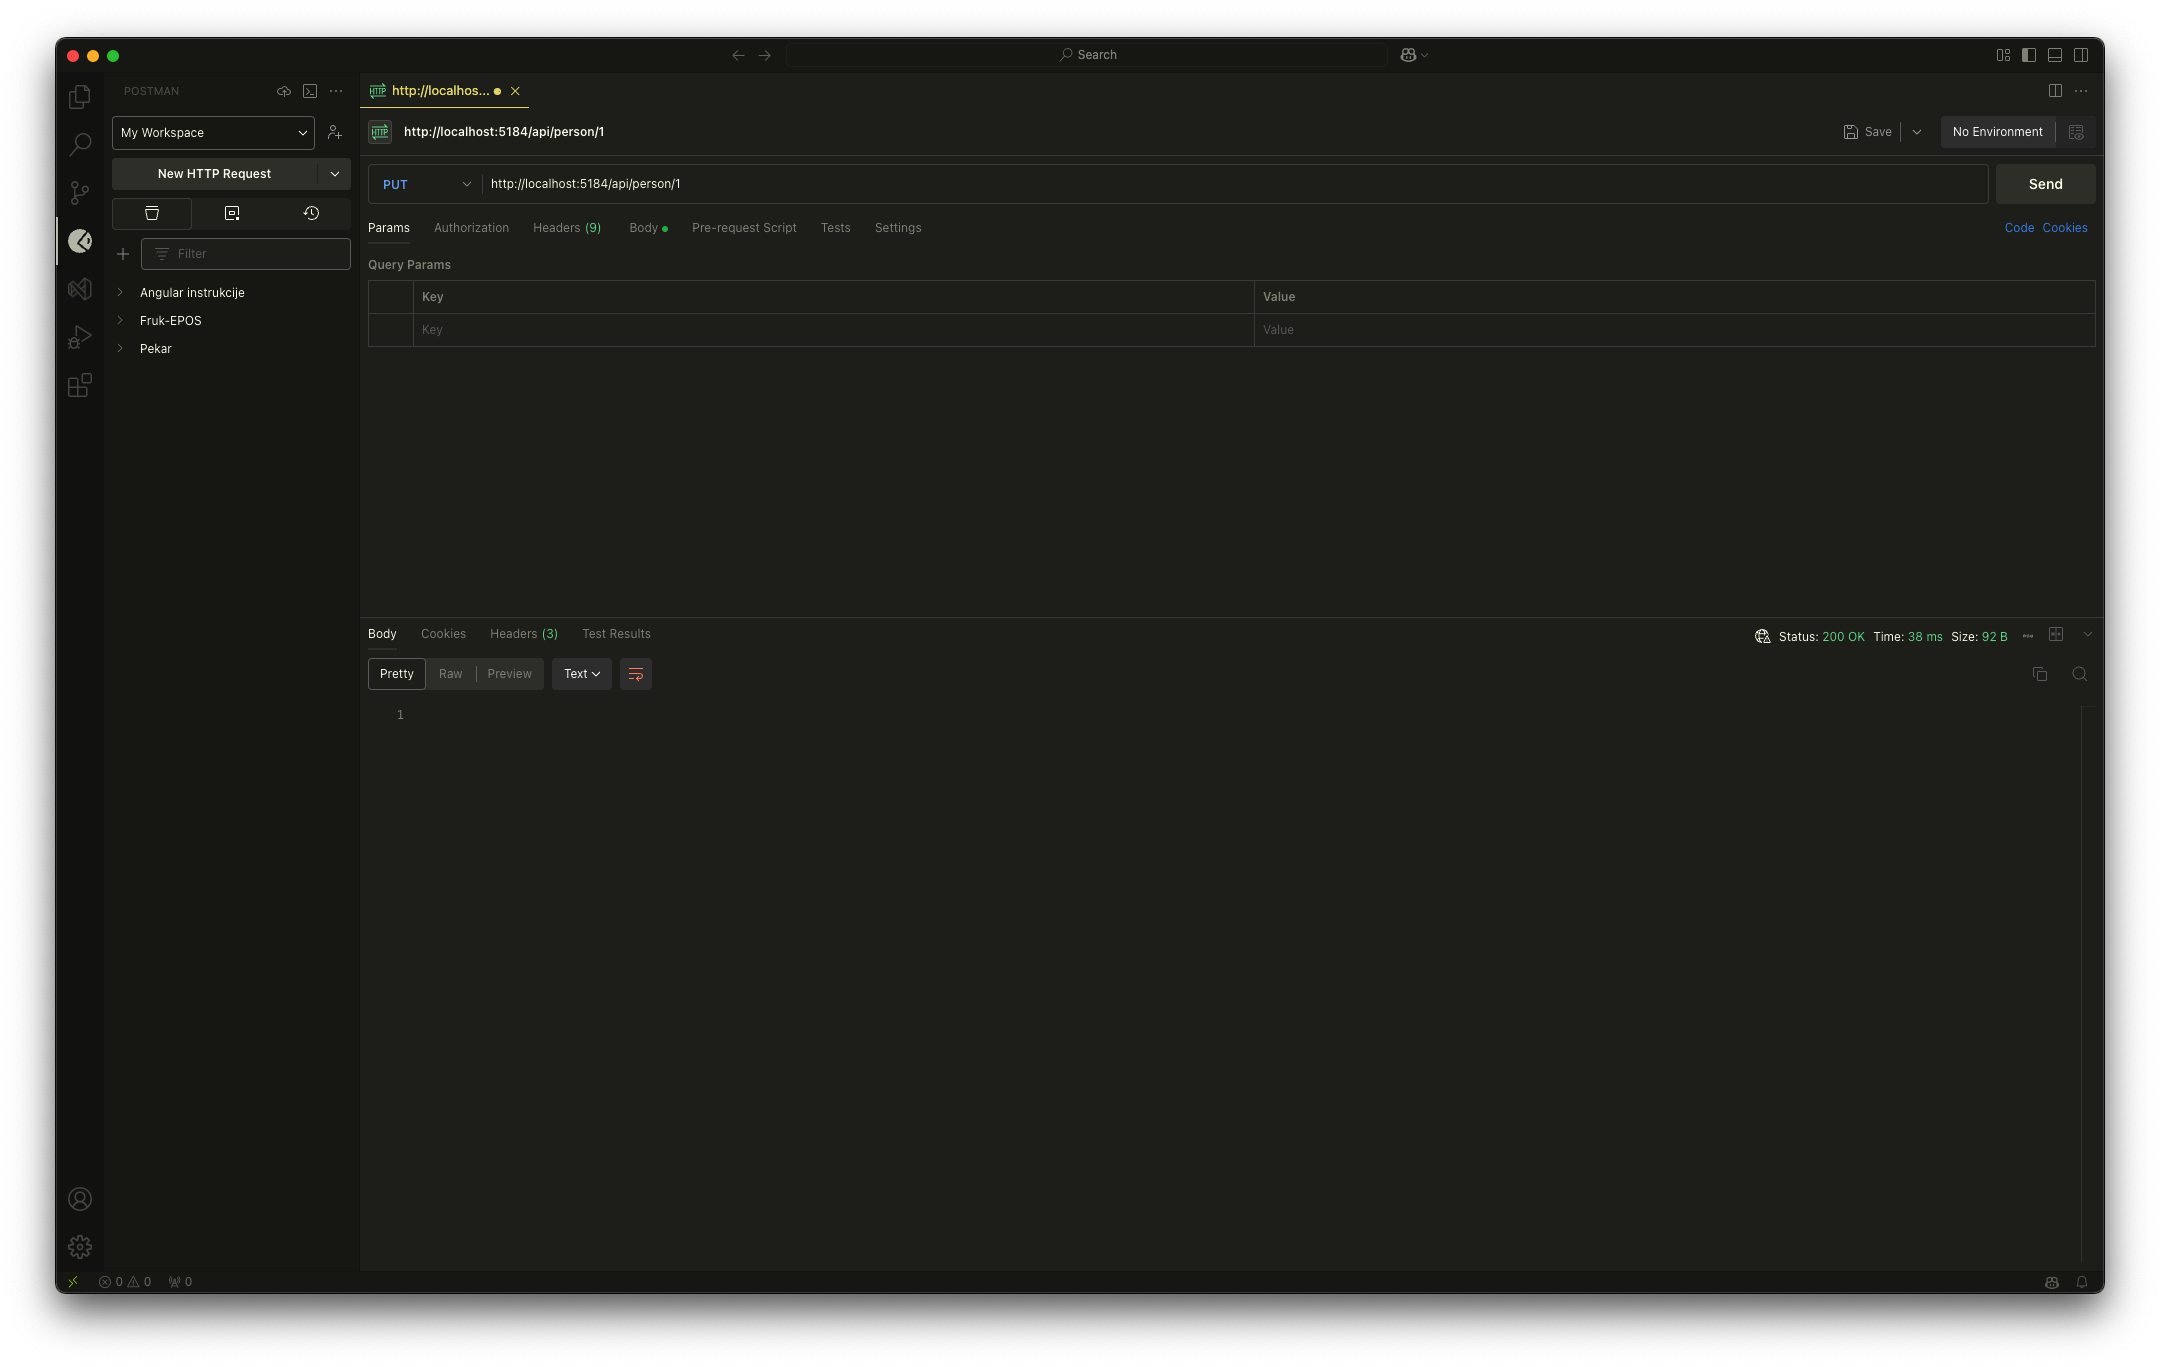 Search
POSTMAN
My Workspace
New HTTP Request
Filter
Angular instrukcije
Fruk-EPOS
Pekar
HTTP http://localhos...
HTTP http://localhost:5184/api/person/1
Save
No Environment
PUT http://localhost:5184/api/person/1
Send
Params Authorization Headers (9) Body Pre-request Script Tests Settings
Code Cookies
Query Params
Key Value
Key Value
Body Cookies Headers (3) Test Results
Status: 200 OK Time: 38 ms Size: 92 B
Pretty Raw Preview Text
1
0 0 0